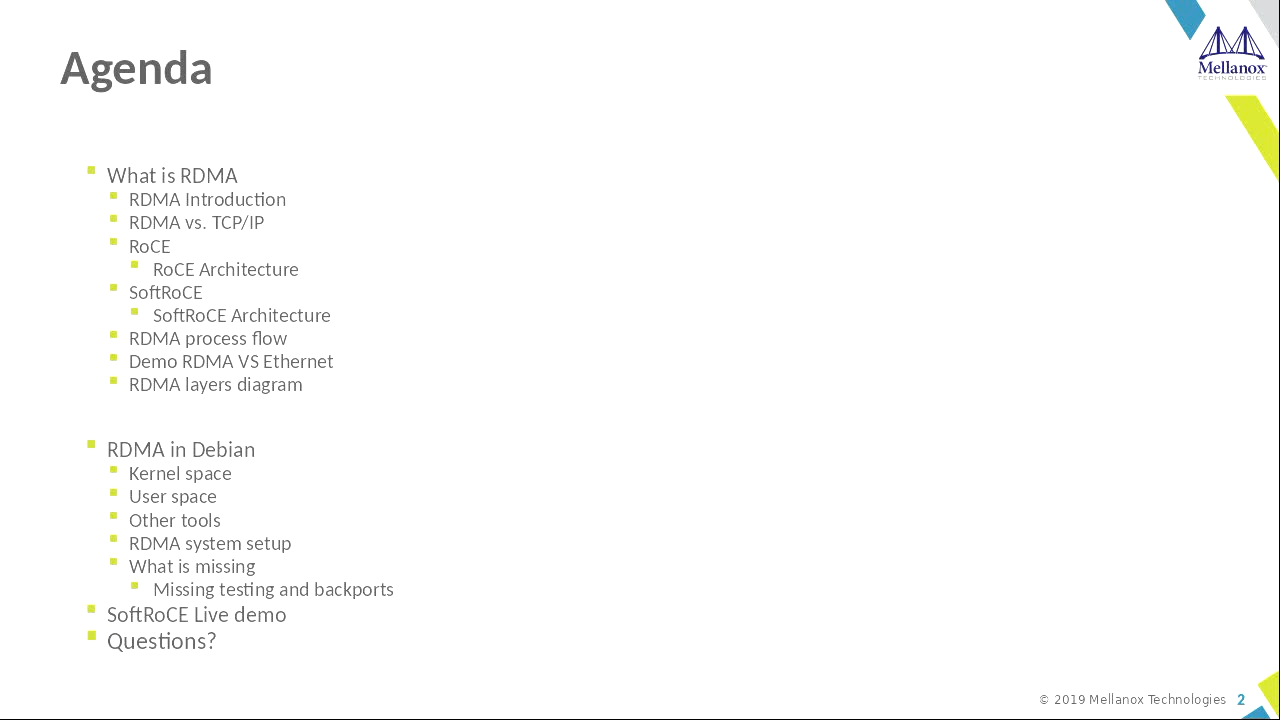 Agenda
Mellanox
TECHNOLOGIES
What is RDMA
RDMA Introduction
RDMA vs. TCP/IP
RoCE
RoCE Architecture
SoftRoCE
SoftRoCE Architecture
RDMA process flow
Demo RDMA VS Ethernet
RDMA layers diagram
RDMA in Debian
Kernel space
User space
Other tools
RDMA system setup
What is missing
Missing testing and backports
SoftRoCE Live demo
Questions?
© 2019 Mellanox Technologies 2